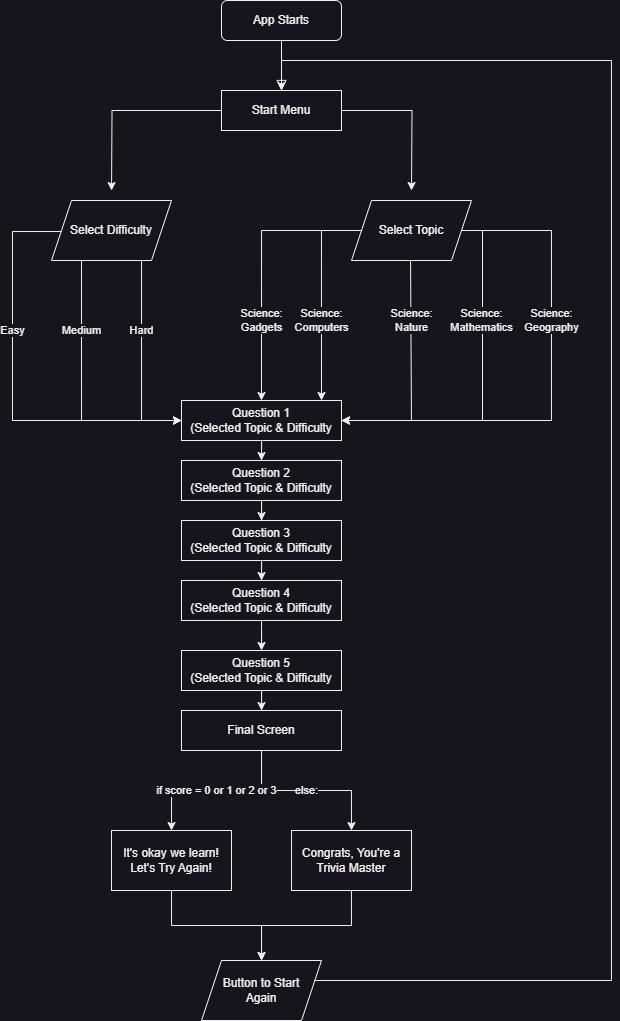 App Starts
Start Menu
Select Difficulty
Select Topic
Easy
Medium
Hard
Science:
Gadgets
Science:
Computers
Science:
Nature
Science:
Mathematics
Science:
Geography
Question 1
(Selected Topic & Difficulty
Question 2
(Selected Topic & Difficulty
Question 3
(Selected Topic & Difficulty
Question 4
(Selected Topic & Difficulty
Question 5
(Selected Topic & Difficulty
Final Screen
if score = 0 or 1 or 2 or 3
else:
It's okay we learn!
Let's Try Again!
Congrats, You're a
Trivia Master
Button to Start
Again